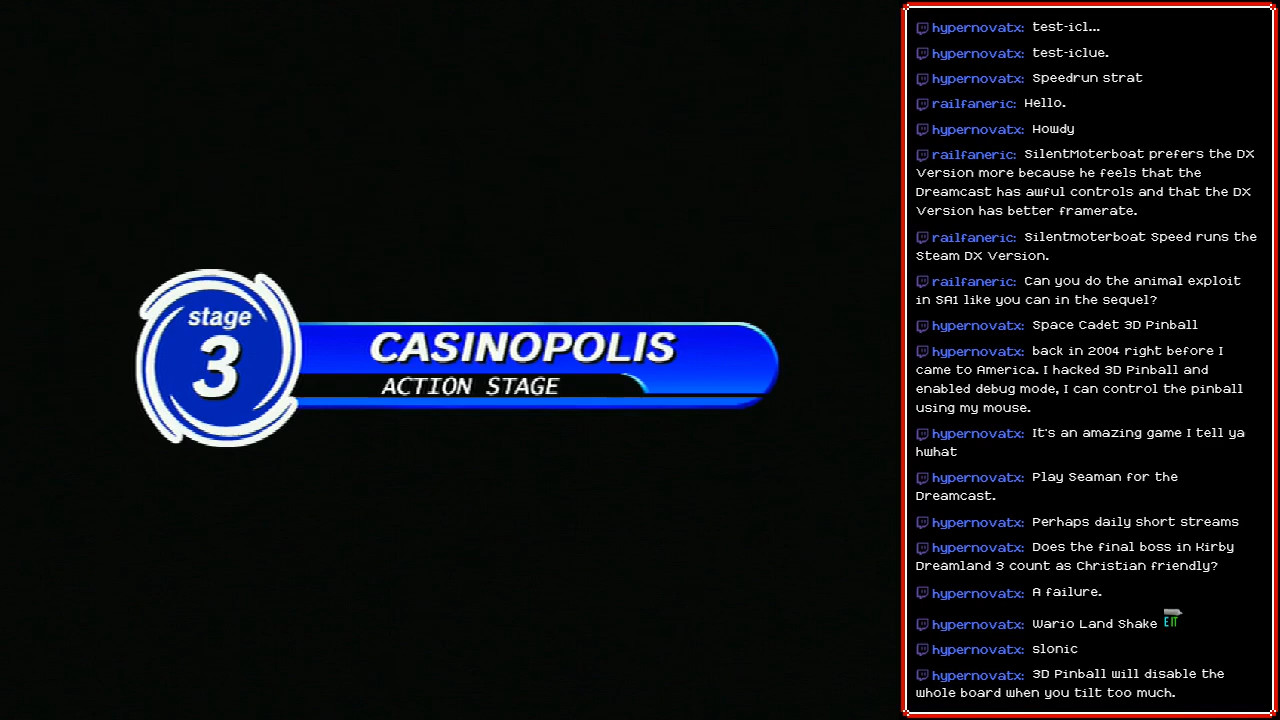 stage
3
CASINOPOLIS
ACTION STAGE
hypernovatx: test-icl...
hypernovatx: test-iclue.
hypernovatx: Speedrun strat
railfaneric: Hello.
hypernovatx: Howdy
railfaneric: SilentMoterboat prefers the DX
Version more because he feels that the
Dreamcast has awful controls and that the DX
Version has better framerate.
railfaneric: Silentmoterboat Speed runs the
Steam DX Version.
railfaneric: Can you do the animal exploit
in SA1 like you can in the sequel?
hypernovatx: Space Cadet 3D Pinball
hypernovatx: back in 2004 right before I
came to America. I hacked 3D Pinball and
enabled debug mode, I can control the pinball
using my mouse.
hypernovatx: It's an amazing game I tell ya
hwhat
hypernovatx: Play Seaman for the
Dreamcast.
hypernovatx: Perhaps daily short streams
hypernovatx: Does the final boss in Kirby
Dreamland 3 count as Christian friendly?
hypernovatx: A failure.
hypernovatx: Wario Land Shake
hypernovatx: slonic
hypernovatx: 3D Pinball will disable the
whole board when you tilt too much.